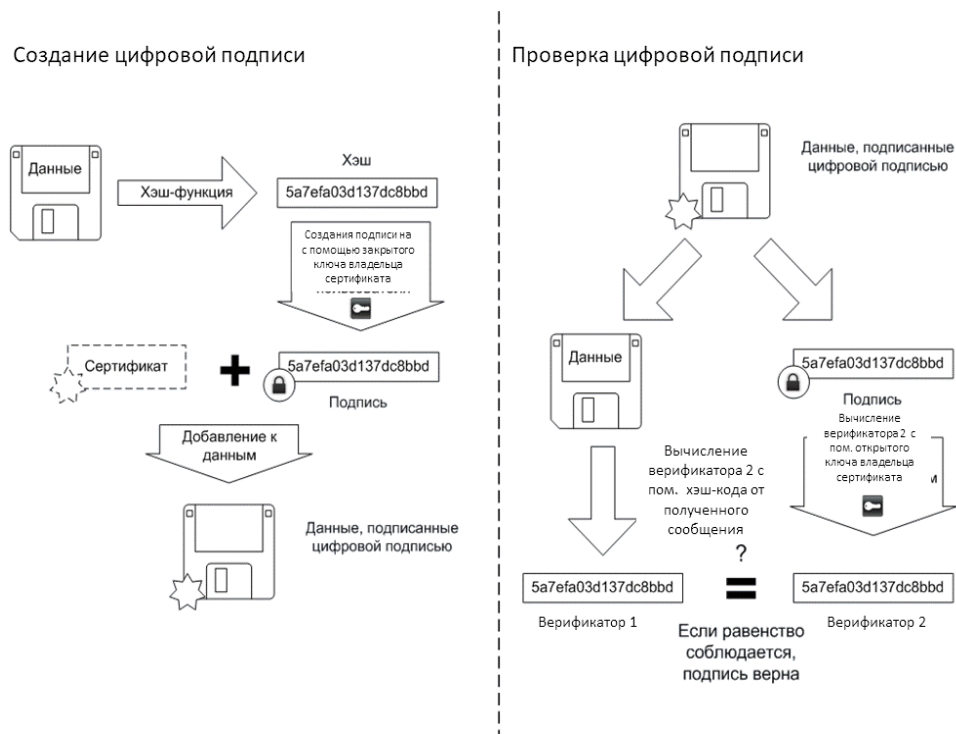 Создание цифровой подписи
Данные
Хэш-функция
Хэш
5a7efa03d137dc8bbd
Создания подписи на
с помощью закрытого
ключа владельца
сертификата
Сертификат
5a7efa03d137dc8bbd
Подпись
Добавление к
данным
Данные, подписанные
цифровой подписью
Проверка цифровой подписи
Данные, подписанные
цифровой подписью
Данные
5a7efa03d137dc8bbd
Подпись
Вычисление
верификатора 2 с
пом. открытого
ключа владельца
сертификата
Вычисление
верификатора 2 с
пом. хэш-кода от
полученного
сообщения
?
5a7efa03d137dc8bbd
=
5a7efa03d137dc8bbd
Верификатор 1
Верификатор 2
Если равенство
соблюдается,
подпись верна